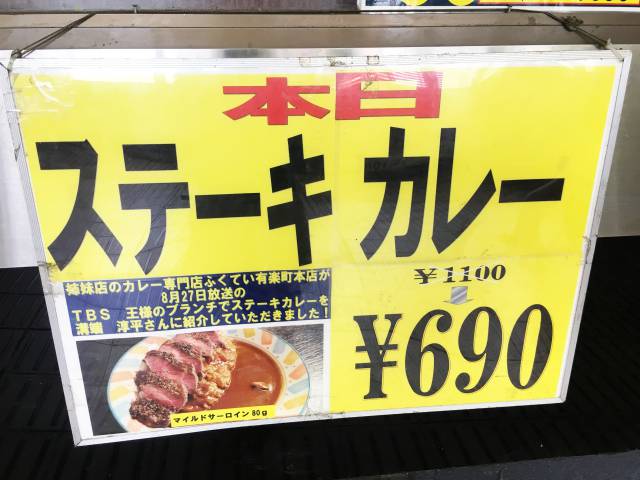 本日
ステーキカレー
姉妹店のカレー専門店ふくてい有楽町本店が
8月27日放送の
TBS 王様のブランチでステーキカレーを
溝端 淳平さんに紹介していただきました!
¥1100
¥690
マイルドサーロイン 80g